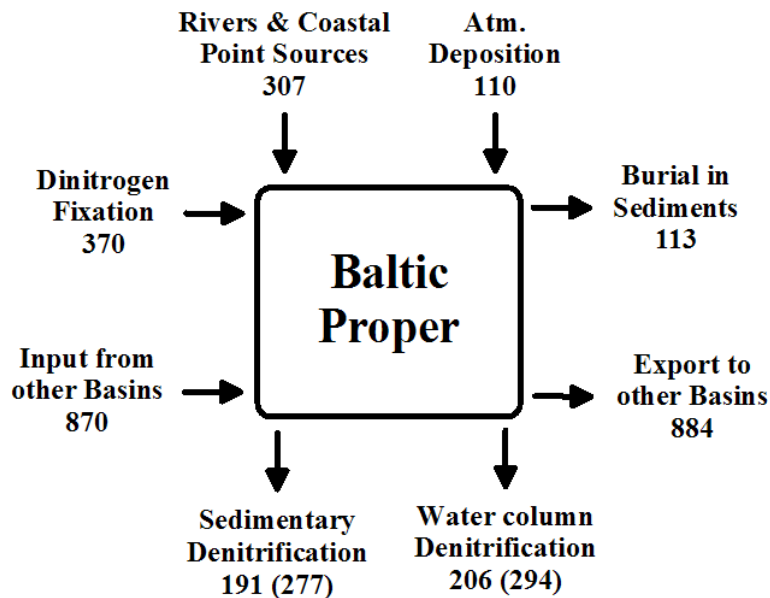 Rivers & Coastal
Point Sources
307
Atm.
Deposition
110
Dinitrogen
Fixation
370
Burial in
Sediments
113
Baltic
Proper
Input from
other Basins
870
Export to
other Basins
884
Sedimentary
Denitrification
191 (277)
Water column
Denitrification
206 (294)